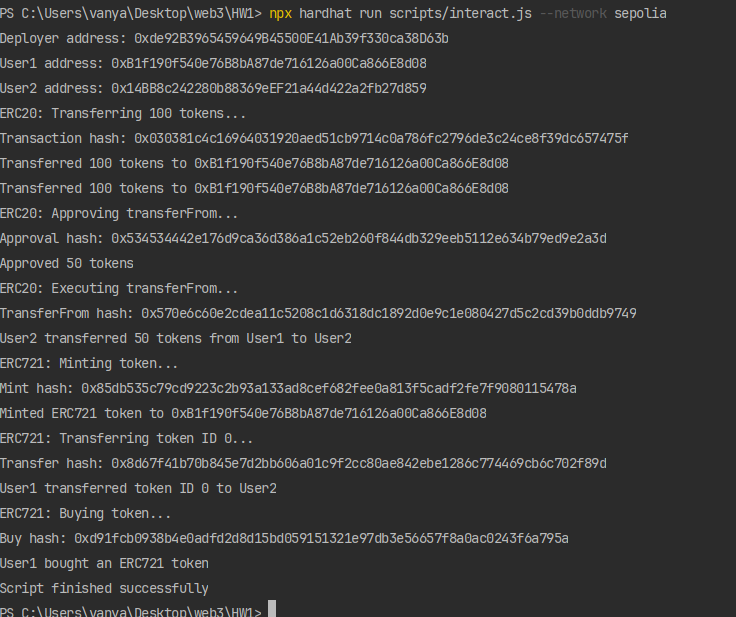 PS C:\Users\vanya\Desktop\web3\HW1> npx hardhat run scripts/interact.js --network sepolia
Deployer address: 0xde92B3965459649B45500E41Ab39f330ca38D63b
User1 address: 0xB1f190f540e76B8bA87de716126a00Ca866E8d08
User2 address: 0x14BB8c242280b88369eEF21a44d422a2fb27d859
ERC20: Transferring 100 tokens...
Transaction hash: 0x030381c4c16964031920aed51cb9714c0a786fc2796de3c24ce8f39dc657475f
Transferred 100 tokens to 0xB1f190f540e76B8bA87de716126a00Ca866E8d08
Transferred 100 tokens to 0xB1f190f540e76B8bA87de716126a00Ca866E8d08
ERC20: Approving transferFrom...
Approval hash: 0x534534442e176d9ca36d386a1c52eb260f844db329eeb5112e634b79ed9e2a3d
Approved 50 tokens
ERC20: Executing transferFrom...
TransferFrom hash: 0x570e6c60e2cdea11c5208c1d6318dc1892d0e9c1e080427d5c2cd39b0ddb9749
User2 transferred 50 tokens from User1 to User2
ERC721: Minting token...
Mint hash: 0x85db535c79cd9223c2b93a133ad8cef682fee0a813f5cadf2fe7f9080115478a
Minted ERC721 token to 0xB1f190f540e76B8bA87de716126a00Ca866E8d08
ERC721: Transferring token ID 0...
Transfer hash: 0x8d67f41b70b845e7d2bb606a01c9f2cc80ae842ebe1286c774469cb6c702f89d
User1 transferred token ID 0 to User2
ERC721: Buying token...
Buy hash: 0xd91fcb0938b4e0adfd2d8d15bd059151321e97db3e56657f8a0ac0243f6a795a
User1 bought an ERC721 token
Script finished successfully
PS C:\Users\vanya\Desktop\web3\HW1>